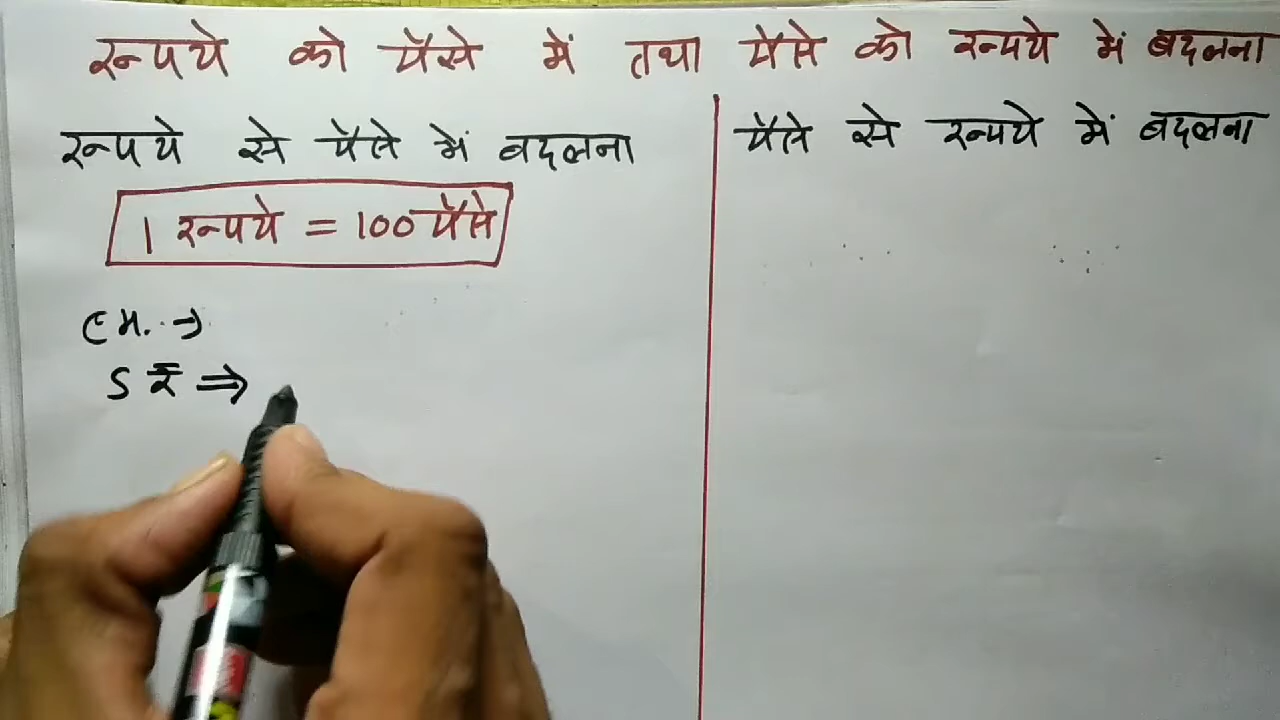 रूपये को पैसे में तथा पैसे को रूपये में बदलना
रूपये से पैसे में बदलना
1 रूपये = 100 पैसे
Ex. →
5 रु ⇒
पैसे से रूपये में बदलना